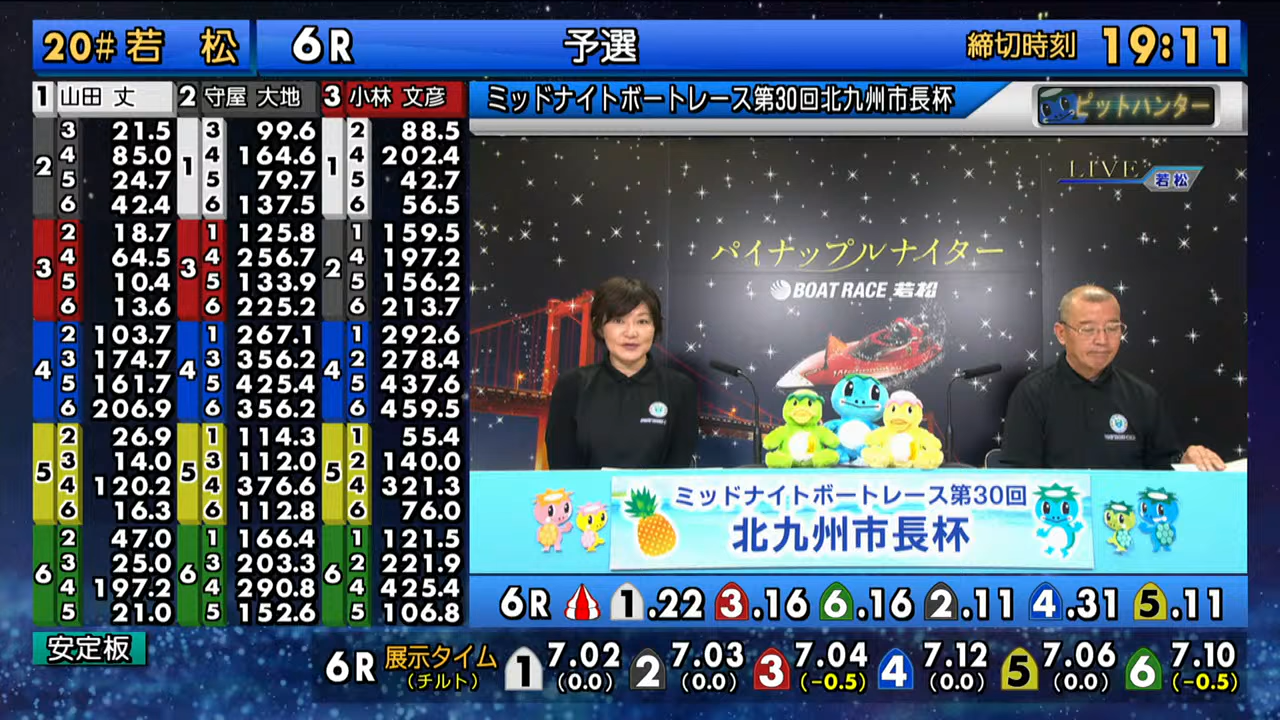 20# 若 松 6R 予選 締切時刻 19:11
1 山田 丈 2 守屋 大地 3 小林 文彦
ミッドナイトボートレース第30回北九州市長杯
ピットハンター
2 3 21.5 1 3 99.6 1 2 88.5
4 85.0 4 164.6 4 202.4
5 24.7 5 79.7 5 42.7
6 42.4 6 137.5 6 56.5
3 2 18.7 3 1 125.8 2 1 159.5
4 64.5 4 256.7 4 197.2
5 10.4 5 133.9 5 156.2
6 13.6 6 225.2 6 213.7
4 2 103.7 4 1 267.1 4 1 292.6
3 174.7 3 356.2 2 278.4
5 161.7 5 425.4 5 437.6
6 206.9 6 356.2 6 459.5
5 2 26.9 5 1 114.3 5 1 55.4
3 14.0 3 112.0 2 140.0
4 120.2 4 376.6 4 321.3
6 16.3 6 112.8 6 76.0
6 2 47.0 6 1 166.4 6 1 121.5
3 25.0 3 203.3 2 221.9
4 197.2 4 290.8 4 425.4
5 21.0 5 152.6 5 106.8
LIVE
若松
パイナップルナイター
BOAT RACE 若松
ミッドナイトボートレース第30回
北九州市長杯
6R 1 .22 3 .16 6 .16 2 .11 4 .31 5 .11
安定板
6R 展示タイム 1 7.02 2 7.03 3 7.04 4 7.12 5 7.06 6 7.10
(チルト) (0.0) (0.0) (-0.5) (0.0) (0.0) (-0.5)